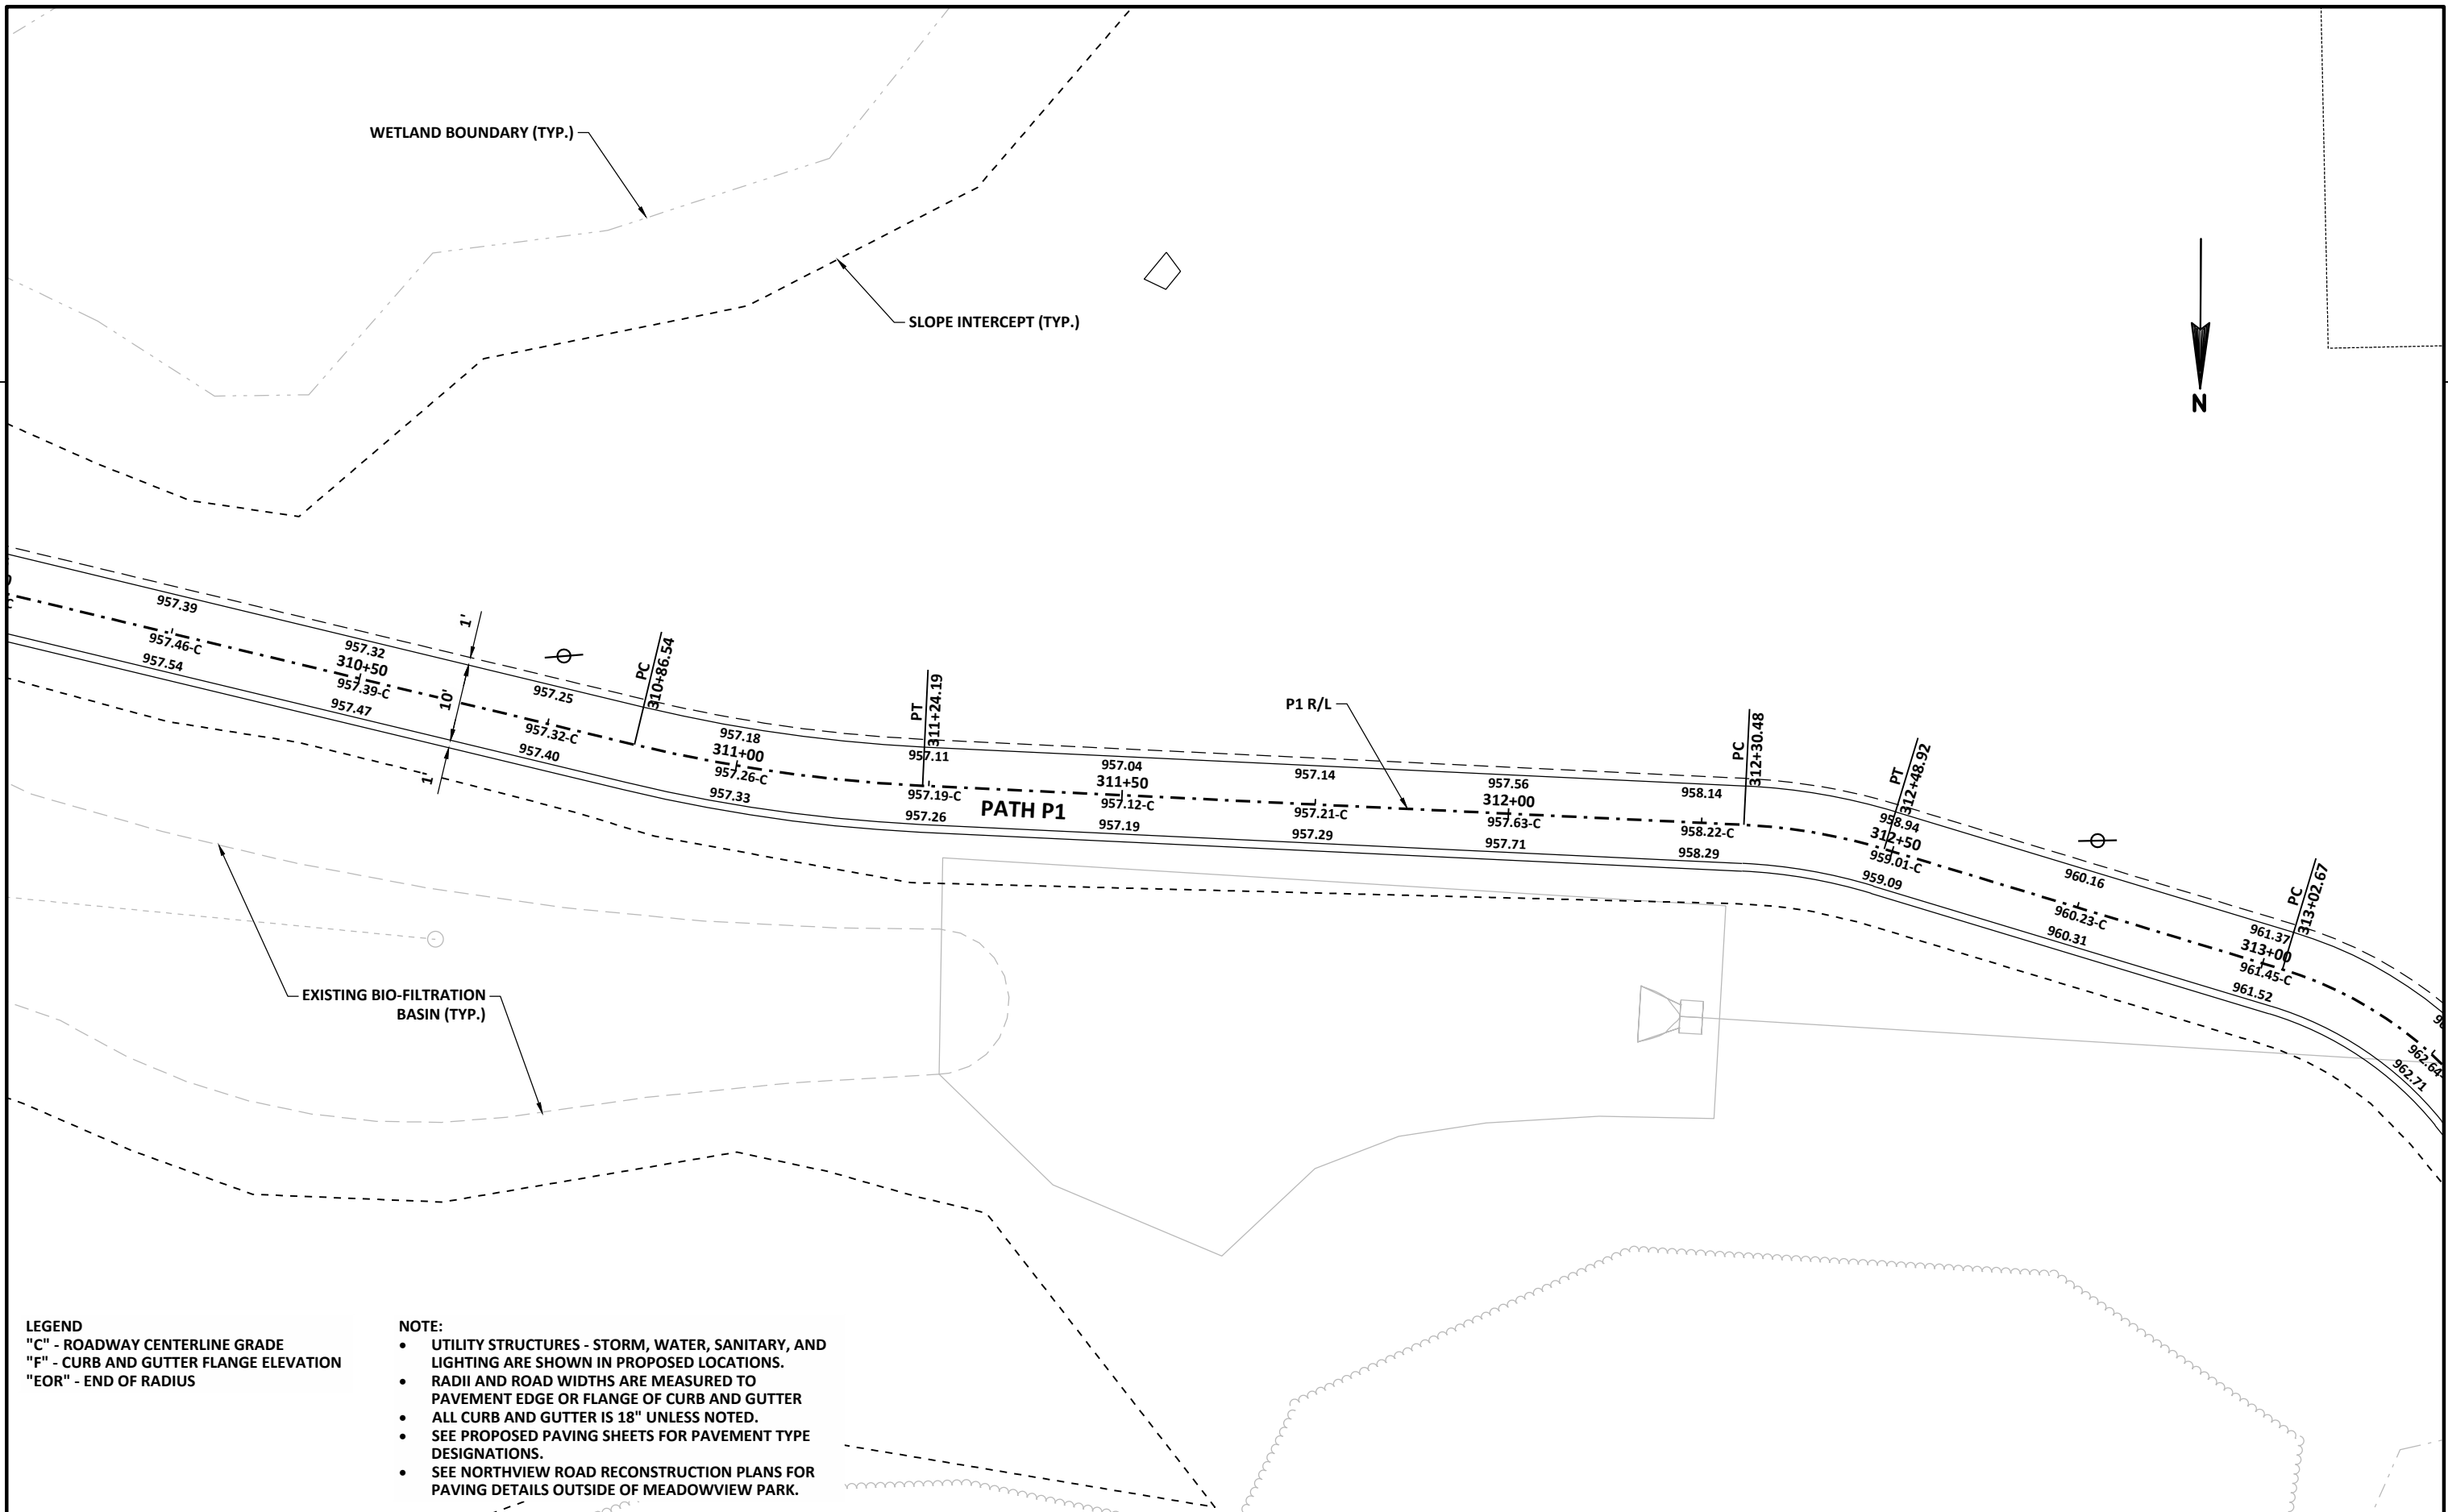 WETLAND BOUNDARY (TYP.)
SLOPE INTERCEPT (TYP.)
N
957.39
957.46-C
957.54
957.32
310+50
957.39-C
957.47
1'
10'
1'
957.25
957.32-C
957.40
PC
310+86.54
957.18
311+00
957.26-C
957.33
PT
311+24.19
957.11
957.19-C
957.26
PATH P1
957.04
311+50
957.12-C
957.19
P1 R/L
957.14
957.21-C
957.29
957.56
312+00
957.63-C
957.71
958.14
958.22-C
958.29
PC
312+30.48
PT
312+48.92
958.94
312+50
959.01-C
959.09
960.16
960.23-C
960.31
PC
313+02.67
961.37
313+00
961.45-C
961.52
962.64-
962.71
EXISTING BIO-FILTRATION
BASIN (TYP.)
LEGEND
"C" - ROADWAY CENTERLINE GRADE
"F" - CURB AND GUTTER FLANGE ELEVATION
"EOR" - END OF RADIUS
NOTE:
• UTILITY STRUCTURES - STORM, WATER, SANITARY, AND
LIGHTING ARE SHOWN IN PROPOSED LOCATIONS.
• RADII AND ROAD WIDTHS ARE MEASURED TO
PAVEMENT EDGE OR FLANGE OF CURB AND GUTTER
• ALL CURB AND GUTTER IS 18" UNLESS NOTED.
• SEE PROPOSED PAVING SHEETS FOR PAVEMENT TYPE
DESIGNATIONS.
• SEE NORTHVIEW ROAD RECONSTRUCTION PLANS FOR
PAVING DETAILS OUTSIDE OF MEADOWVIEW PARK.